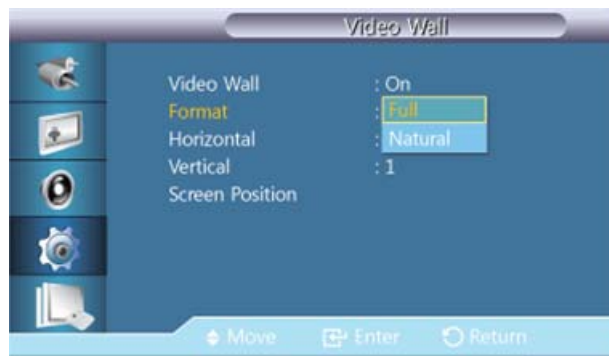 Video Wall
Video Wall : On
Format : Full
Horizontal : Natural
Vertical : 1
Screen Position
Move Enter Return